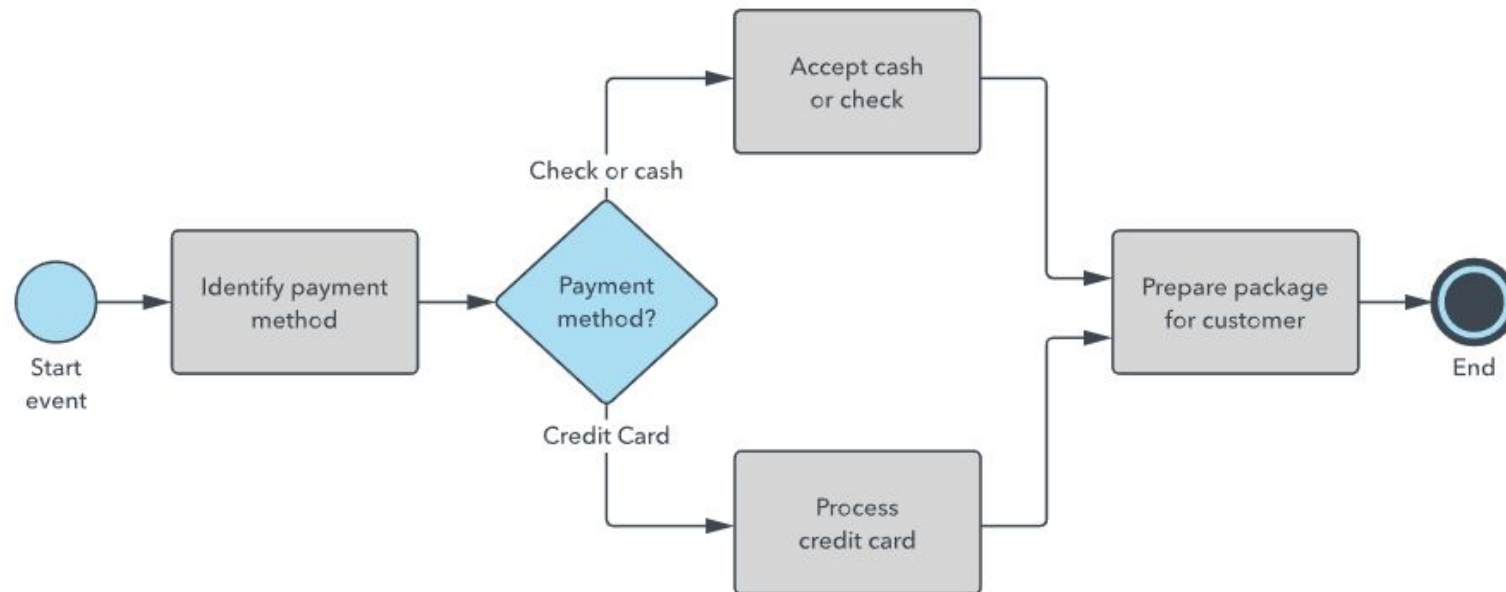 Start
event
Identify payment
method
Payment
method?
Check or cash
Accept cash
or check
Credit Card
Process
credit card
Prepare package
for customer
End